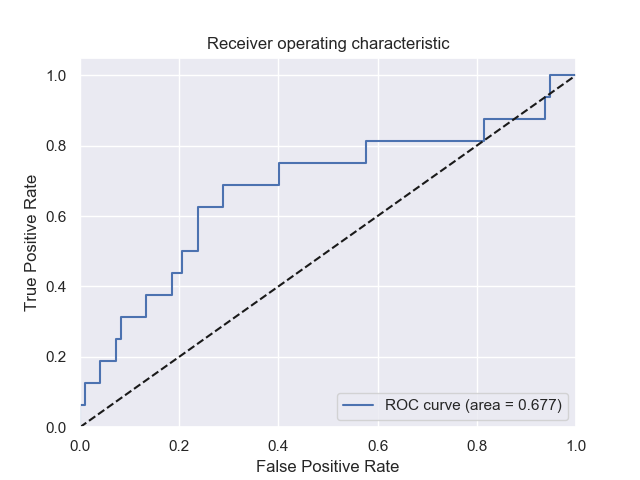 Receiver operating characteristic
1.0
0.8
0.6
0.4
0.2
0.0
True Positive Rate
ROC curve (area = 0.677)
0.0 0.2 0.4 0.6 0.8 1.0
False Positive Rate